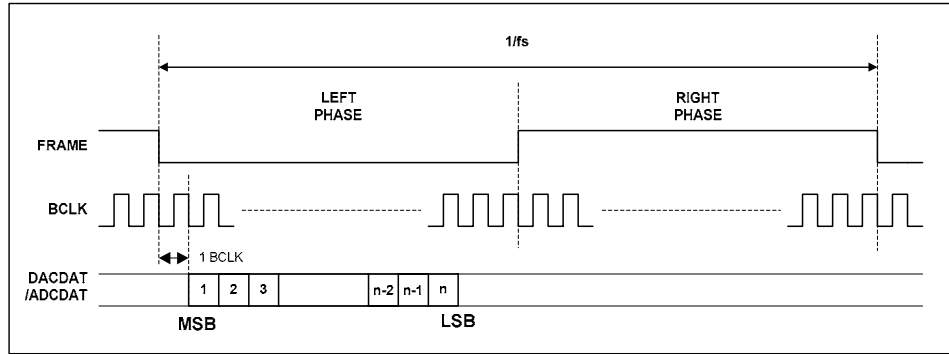 1/fs
LEFT
PHASE
RIGHT
PHASE
FRAME
BCLK
1 BCLK
DACDAT
/ADCDAT
1 2 3 n-2 n-1 n
MSB LSB